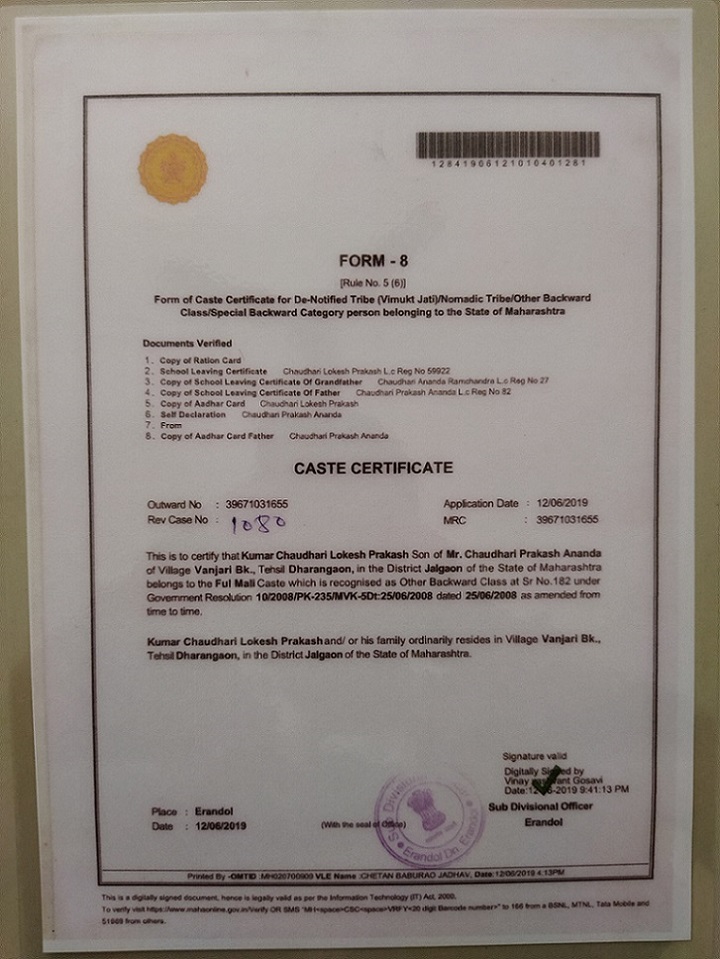 12841906121010401281
FORM - 8
[Rule No. 5 (6)]
Form of Caste Certificate for De-Notified Tribe (Vimukt Jati)/Nomadic Tribe/Other Backward
Class/Special Backward Category person belonging to the State of Maharashtra
Documents Verified
1. Copy of Ration Card
2. School Leaving Certificate Chaudhari Lokesh Prakash L.c Reg No 59922
3. Copy of School Leaving Certificate Of Grandfather Chaudhari Ananda Ramchandra L.c Reg No 27
4. Copy of School Leaving Certificate Of Father Chaudhari Prakash Ananda L.c Reg No 82
5. Copy of Aadhar Card Chaudhari Lokesh Prakash
6. Self Declaration Chaudhari Prakash Ananda
7. From
8. Copy of Aadhar Card Father Chaudhari Prakash Ananda
CASTE CERTIFICATE
Outward No : 39671031655 Application Date : 12/06/2019
Rev Case No : 1080 MRC : 39671031655
This is to certify that Kumar Chaudhari Lokesh Prakash Son of Mr. Chaudhari Prakash Ananda
of Village Vanjari Bk., Tehsil Dharangaon, in the District Jalgaon of the State of Maharashtra
belongs to the Ful Mali Caste which is recognised as Other Backward Class at Sr No.182 under
Government Resolution 10/2008/PK-235/MVK-5Dt:25/06/2008 dated 25/06/2008 as amended from
time to time.
Kumar Chaudhari Lokesh Prakash and/ or his family ordinarily resides in Village Vanjari Bk.,
Tehsil Dharangaon, in the District Jalgaon of the State of Maharashtra.
Signature valid
Digitally Signed by
Vinay Gosavi
Date:12-06-2019 9:41:13 PM
Sub Divisional Officer
Erandol
Place : Erandol
Date : 12/06/2019 (With the seal of Office)
Sub Division
Erandol Dn. Erandol
Printed By -OMTID :MH020700909 VLE Name :CHETAN BABURAO JADHAV, Date:12/06/2019 4:13PM
This is a digitally signed document, hence is legally valid as per the Information Technology (IT) Act, 2000.
To verify visit https://www.mahaonline.gov.in/Verify OR SMS "MH<space>CSC<space>VRFY<20 digit Barcode number>" to 166 from a BSNL, MTNL, Tata Mobile and
51969 from others.